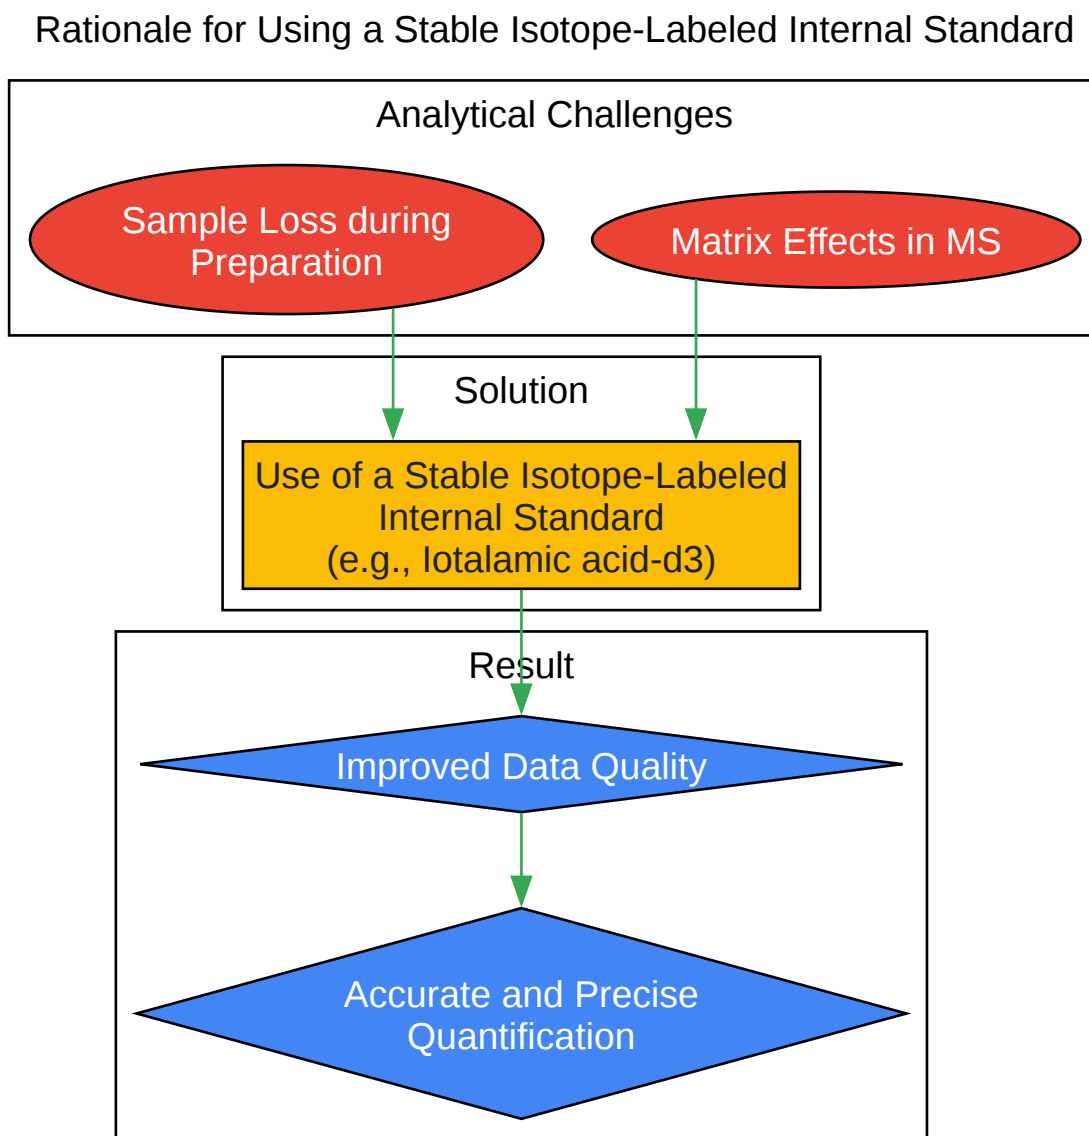 Rationale for Using a Stable Isotope-Labeled Internal Standard
Analytical Challenges
Sample Loss during
Preparation
Matrix Effects in MS
Solution
Use of a Stable Isotope-Labeled
Internal Standard
(e.g., Iotalamic acid-d3)
Result
Improved Data Quality
Accurate and Precise
Quantification